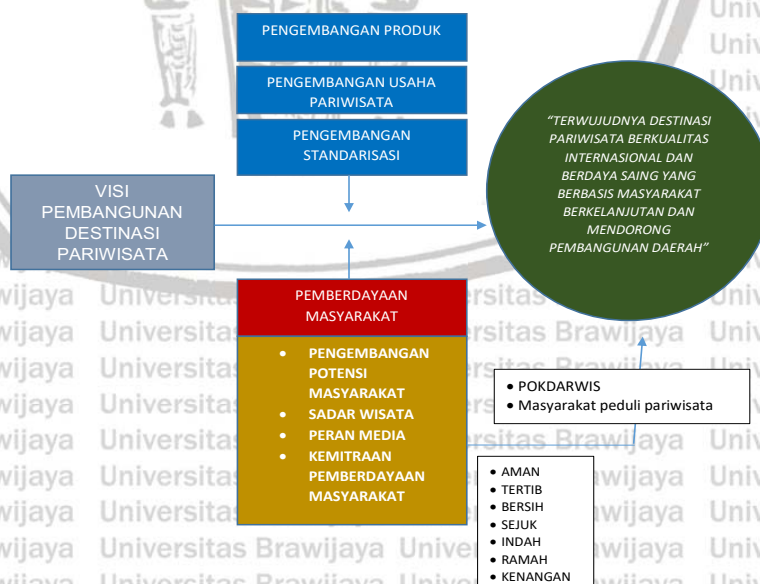 PENGEMBANGAN PRODUK
PENGEMBANGAN USAHA
PARIWISATA
PENGEMBANGAN
STANDARISASI
VISI
PEMBANGUNAN
DESTINASI
PARIWISATA
“TERWUJUDNYA DESTINASI
PARIWISATA BERKUALITAS
INTERNASIONAL DAN
BERDAYA SAING YANG
BERBASIS MASYARAKAT
BERKELANJUTAN DAN
MENDORONG
PEMBANGUNAN DAERAH”
PEMBERDAYAAN
MASYARAKAT
• PENGEMBANGAN
POTENSI
MASYARAKAT
• SADAR WISATA
• PERAN MEDIA
• KEMITRAAN
PEMBERDAYAAN
MASYARAKAT
• POKDARWIS
• Masyarakat peduli pariwisata
• AMAN
• TERTIB
• BERSIH
• SEJUK
• INDAH
• RAMAH
• KENANGAN
Universitas Brawijaya